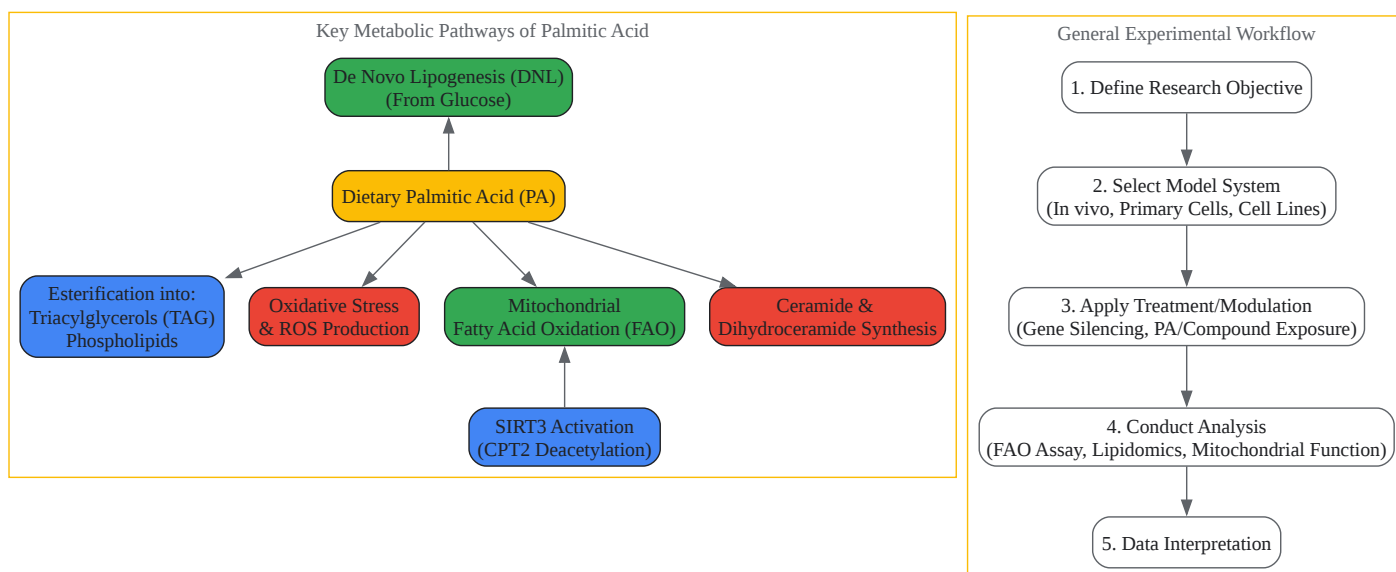 Key Metabolic Pathways of Palmitic Acid
De Novo Lipogenesis (DNL)
(From Glucose)
Dietary Palmitic Acid (PA)
Esterification into:
Triacylglycerols (TAG)
Phospholipids
Oxidative Stress
& ROS Production
Mitochondrial
Fatty Acid Oxidation (FAO)
Ceramide &
Dihydroceramide Synthesis
SIRT3 Activation
(CPT2 Deacetylation)
General Experimental Workflow
1. Define Research Objective
2. Select Model System
(In vivo, Primary Cells, Cell Lines)
3. Apply Treatment/Modulation
(Gene Silencing, PA/Compound Exposure)
4. Conduct Analysis
(FAO Assay, Lipidomics, Mitochondrial Function)
5. Data Interpretation